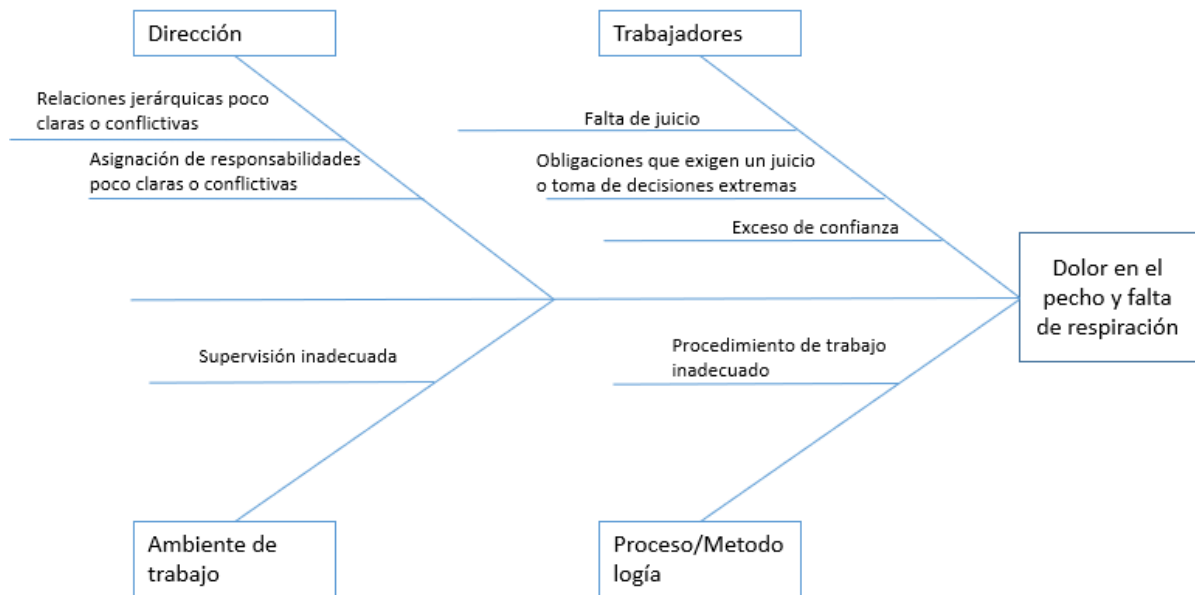 Dirección
Trabajadores
Relaciones jerárquicas poco
claras o conflictivas
Falta de juicio
Asignación de responsabilidades
poco claras o conflictivas
Obligaciones que exigen un juicio
o toma de decisiones extremas
Exceso de confianza
Dolor en el
pecho y falta
de respiración
Supervisión inadecuada
Procedimiento de trabajo
inadecuado
Ambiente de
trabajo
Proceso/Metodo
logía